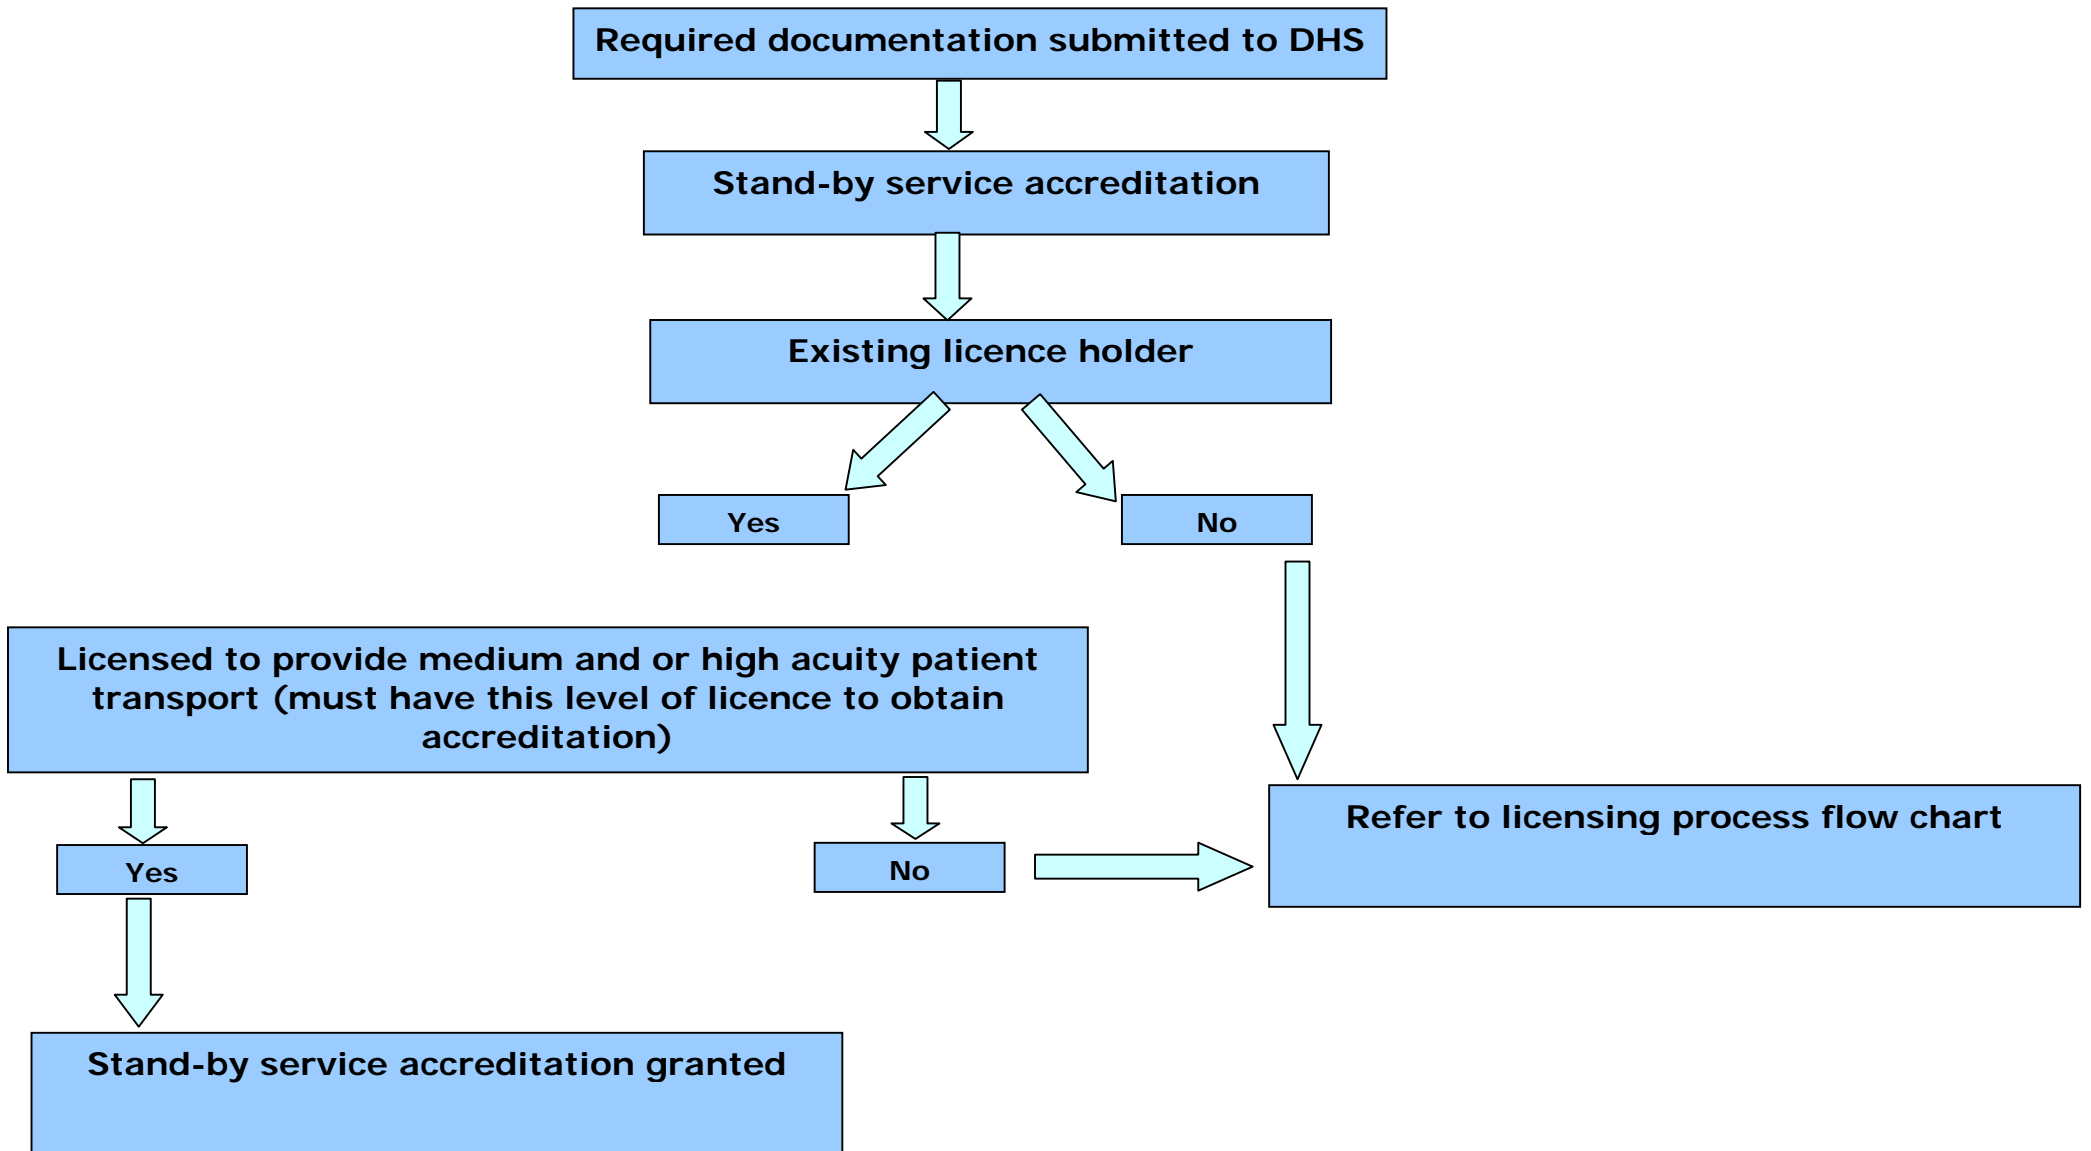 Required documentation submitted to DHS
Stand-by service accreditation
Existing licence holder
Yes
No
Licensed to provide medium and or high acuity patient
transport (must have this level of licence to obtain
accreditation)
Refer to licensing process flow chart
Yes
No
Stand-by service accreditation granted